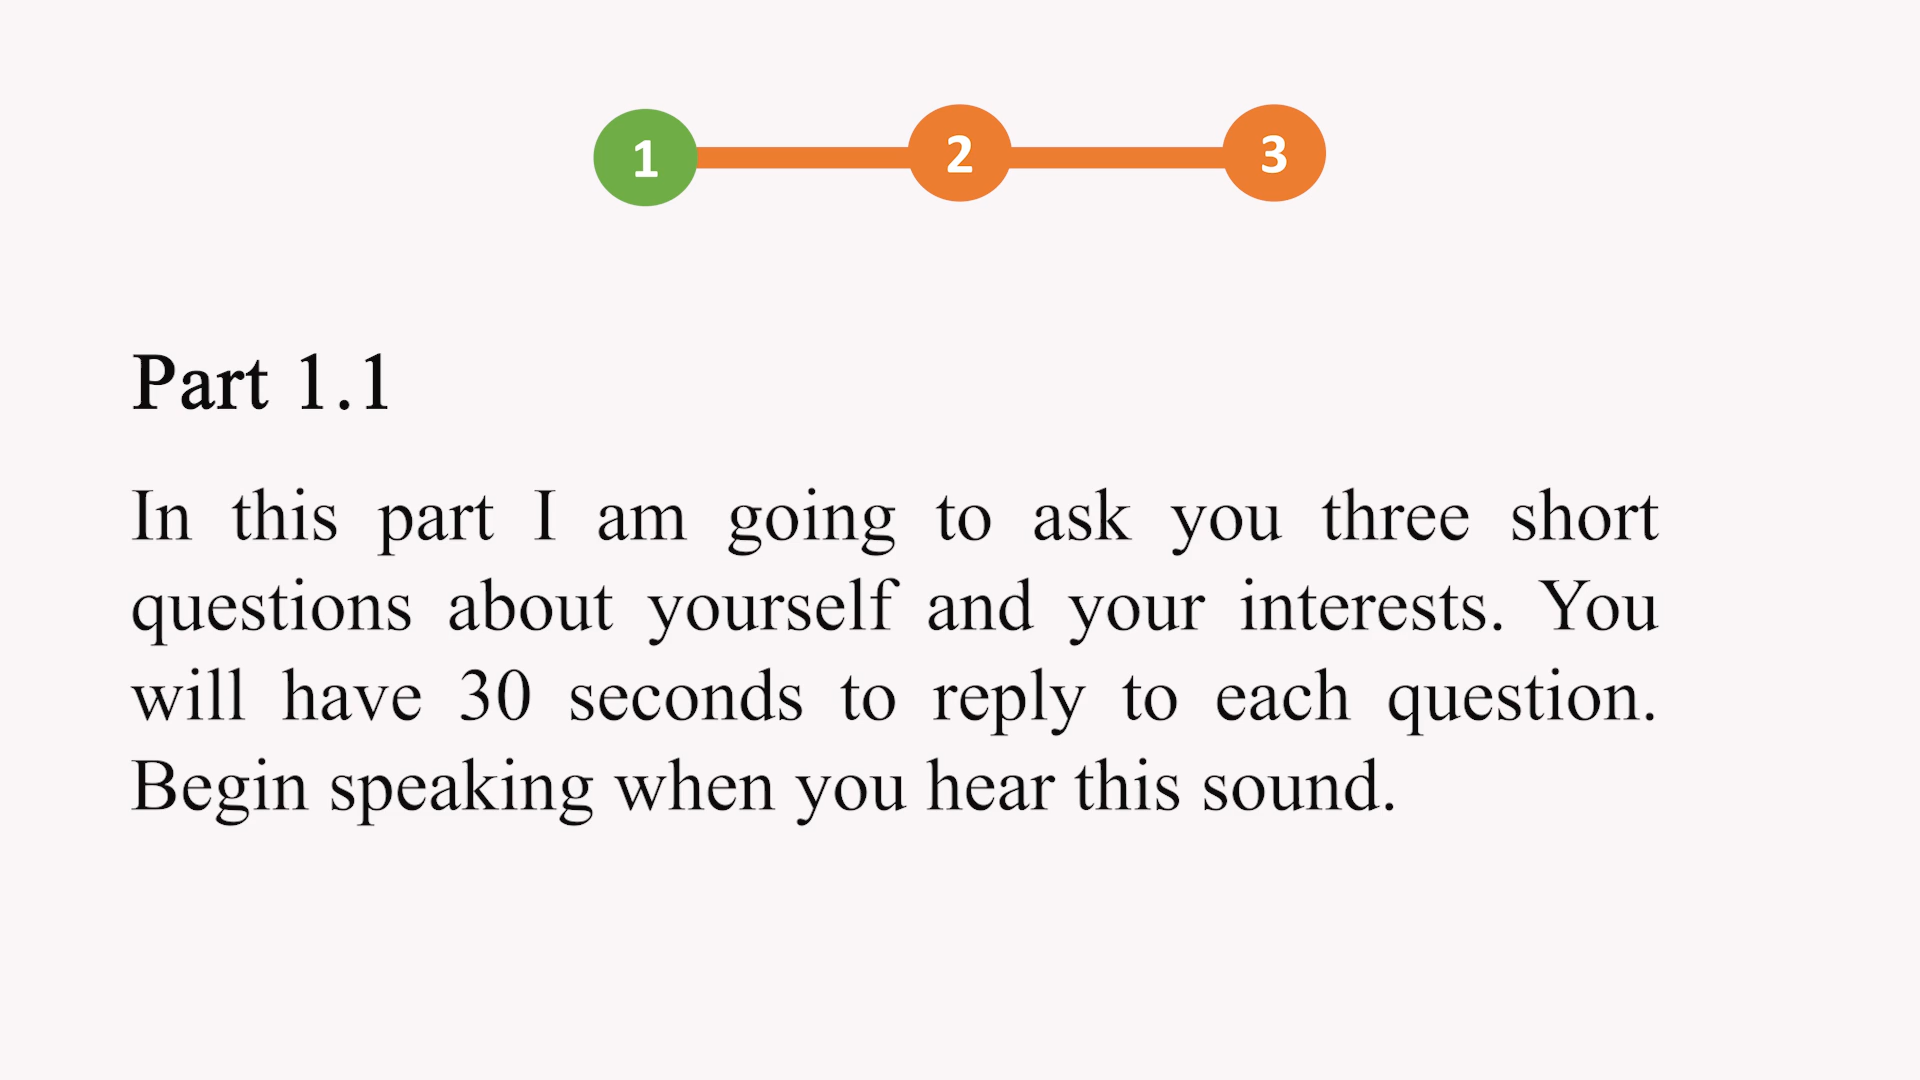 1 2 3
Part 1.1
In this part I am going to ask you three short
questions about yourself and your interests. You
will have 30 seconds to reply to each question.
Begin speaking when you hear this sound.